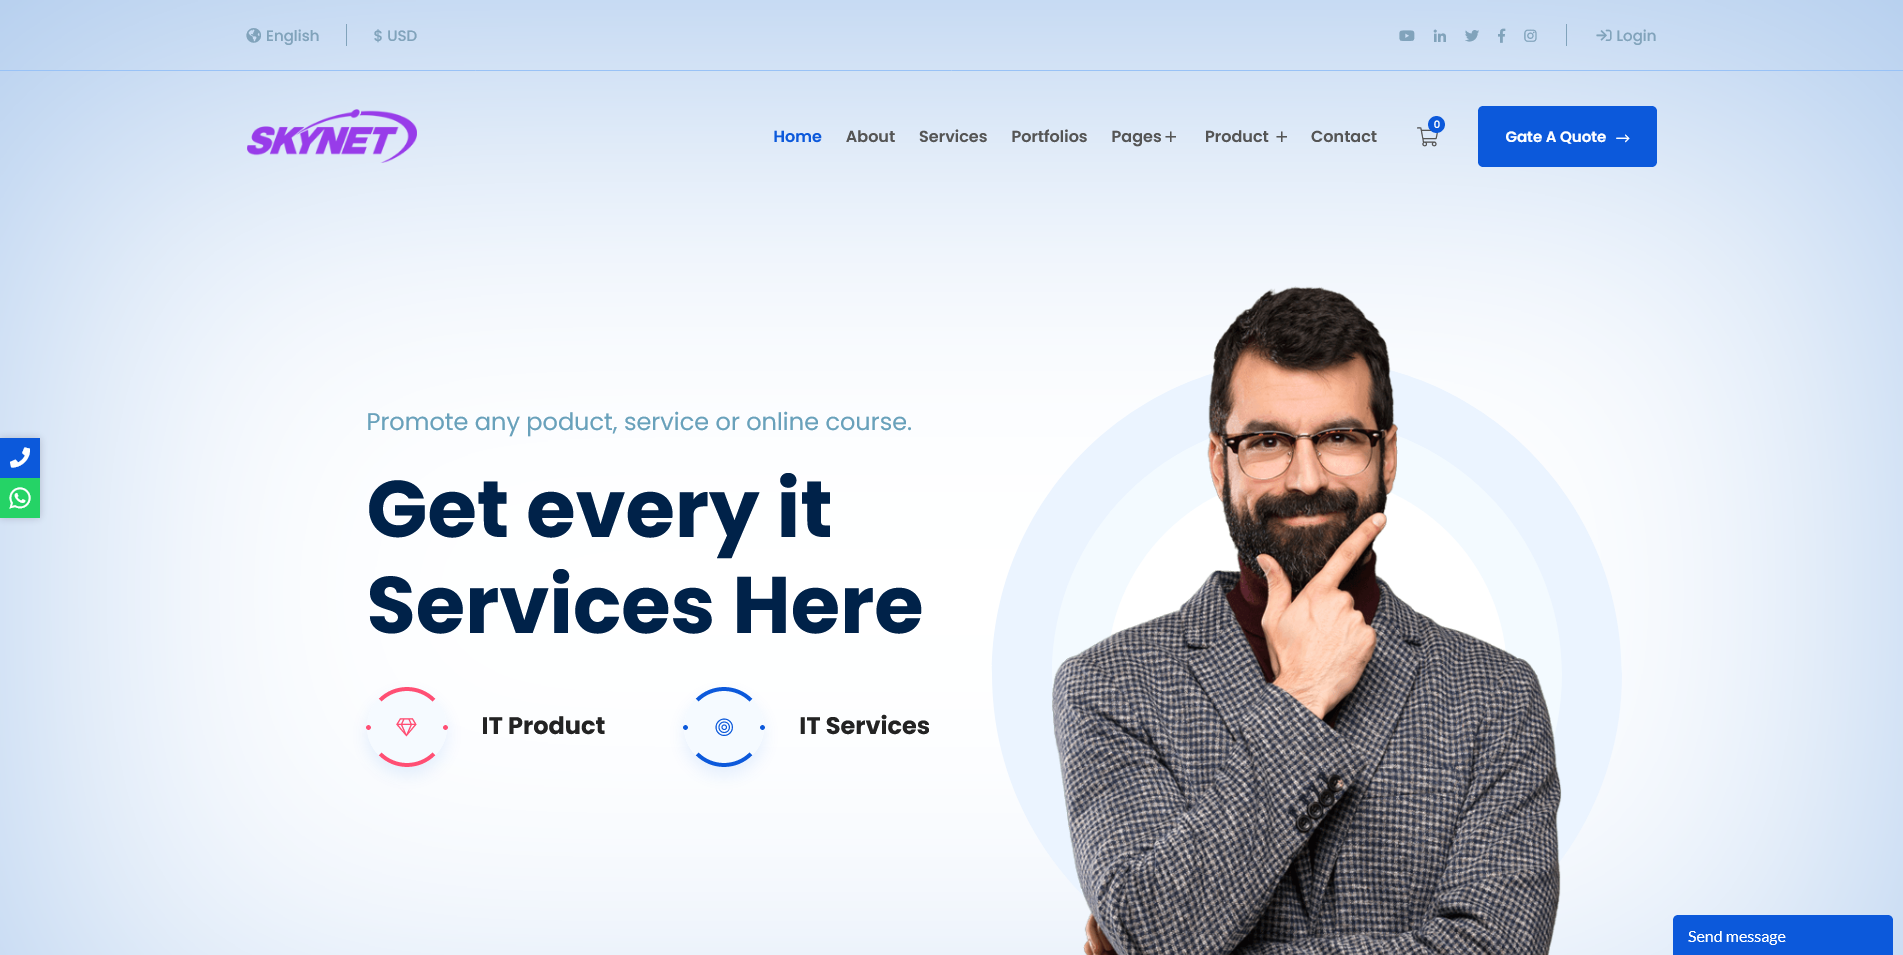 English
$ USD
Login
SKYNET
Home
About
Services
Portfolios
Pages +
Product +
Contact
0
Gate A Quote →
Promote any poduct, service or online course.
Get every it
Services Here
IT Product
IT Services
Send message